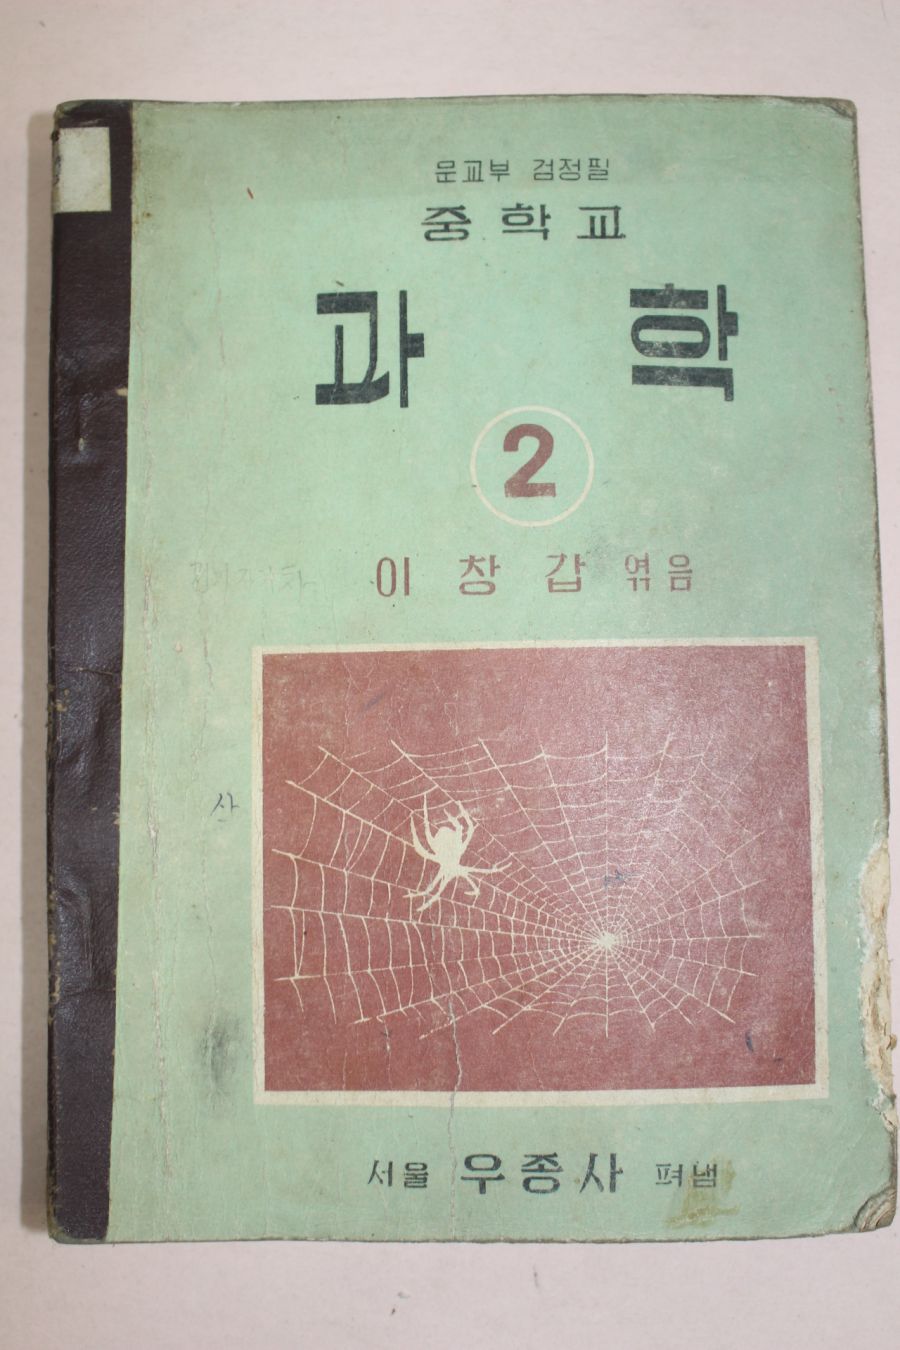 문교부 검정필
중학교
과 학
2
이 창 갑 엮음
산
서울 우종사 펴냄